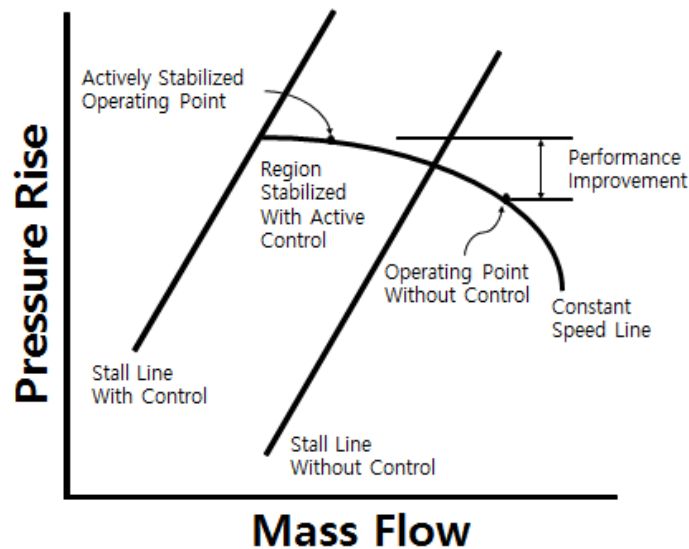 Actively Stabilized
Operating Point
Pressure Rise
Region
Stabilized
With Active
Control
Performance
Improvement
Operating Point
Without Control
Constant
Speed Line
Stall Line
With Control
Stall Line
Without Control
Mass Flow